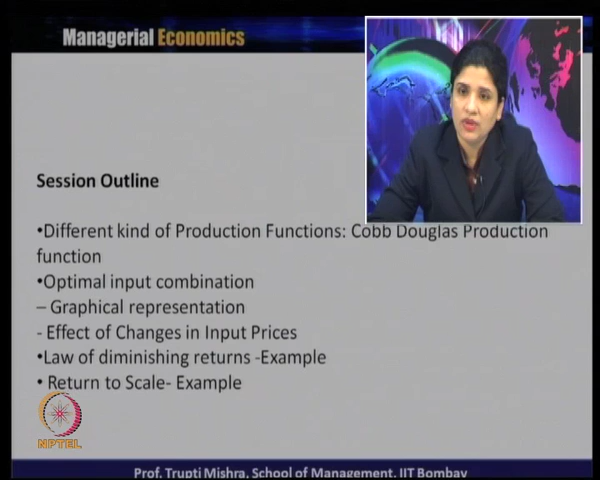 Managerial Economics
Session Outline
•Different kind of Production Functions: Cobb Douglas Production
function
•Optimal input combination
– Graphical representation
- Effect of Changes in Input Prices
•Law of diminishing returns -Example
• Return to Scale- Example
NPTEL
Prof. Trupti Mishra, School of Management, IIT Bombay